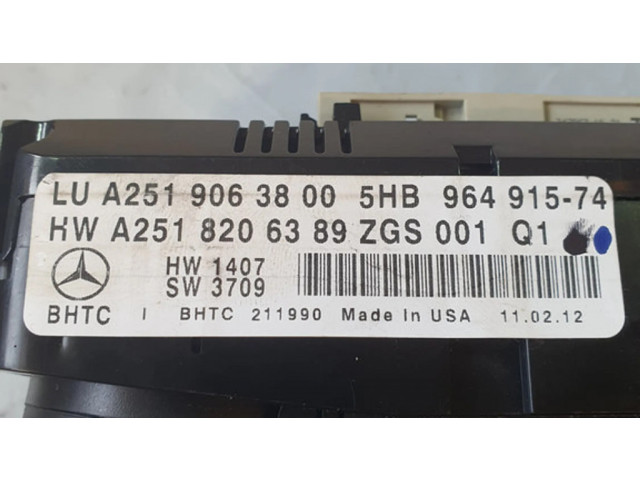 LU A251 906 38 00 5HB 964 915-74
HW A251 820 63 89 ZGS 001 Q1
HW 1407
SW 3709
BHTC I BHTC 211990 Made In USA 11.02.12